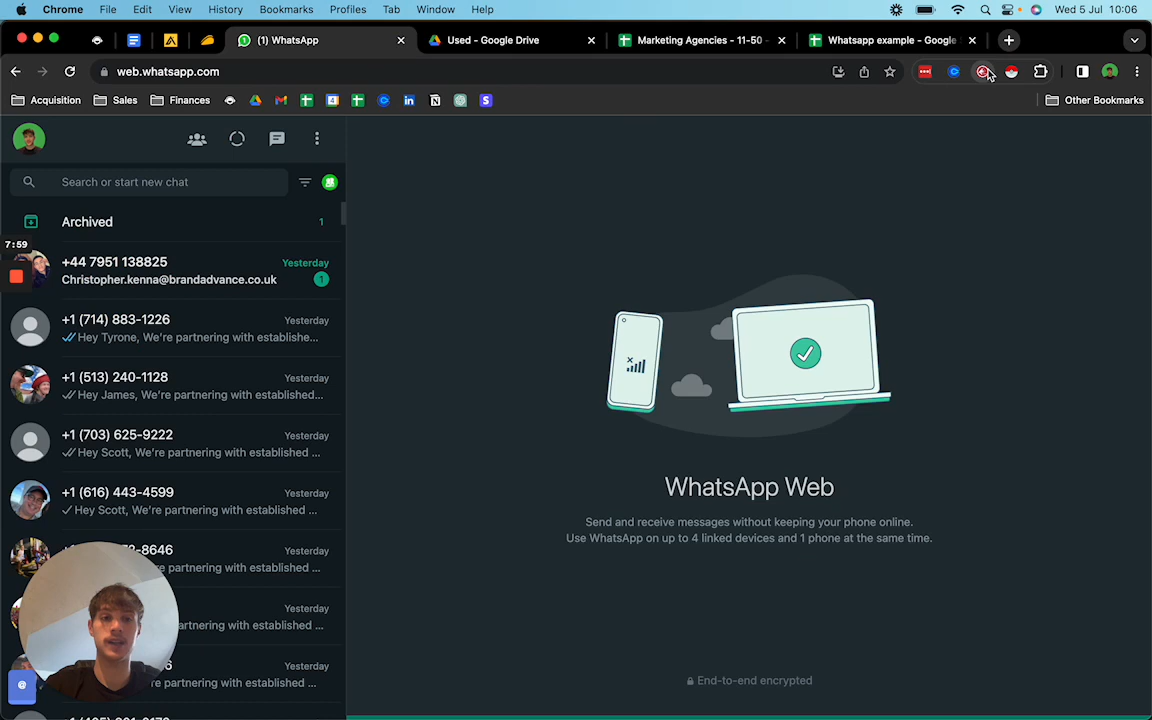 Chrome File Edit View History Bookmarks Profiles Tab Window Help Wed 5 Jul 10:06
(1) WhatsApp Used - Google Drive Marketing Agencies - 11-50 - Whatsapp example - Google
web.whatsapp.com
Acquisition Sales Finances Other Bookmarks
Search or start new chat
Archived 1
7:59
+44 7951 138825 Yesterday
Christopher.kenna@brandadvance.co.uk 1
+1 (714) 883-1226 Yesterday
Hey Tyrone, We're partnering with establishe...
+1 (513) 240-1128 Yesterday
Hey James, We're partnering with established...
+1 (703) 625-9222 Yesterday
Hey Scott, We're partnering with established ...
+1 (616) 443-4599 Yesterday
Hey Scott, We're partnering with established ...
-8646 Yesterday
re partnering with established ...
Yesterday
artnering with established ...
Yesterday
re partnering with established ...
WhatsApp Web
Send and receive messages without keeping your phone online.
Use WhatsApp on up to 4 linked devices and 1 phone at the same time.
End-to-end encrypted